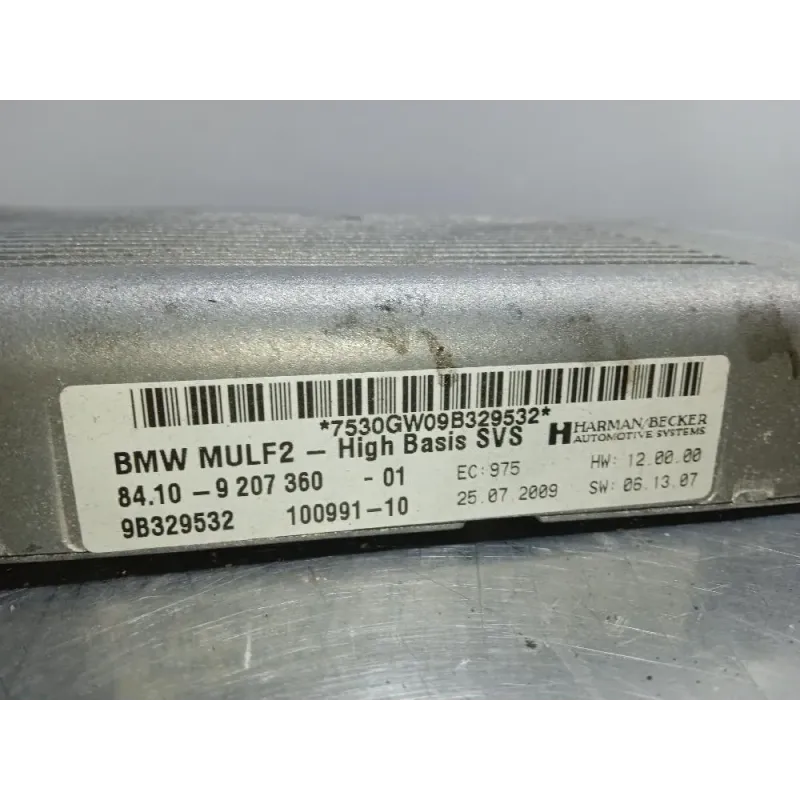 *7530GW09B329532*
BMW MULF2 - High Basis SVS
HARMAN/BECKER
AUTOMOTIVE SYSTEMS
84.10 - 9 207 360 - 01
EC: 975
HW: 12.00.00
9B329532
100991-10
25.07.2009
SW: 06.13.07